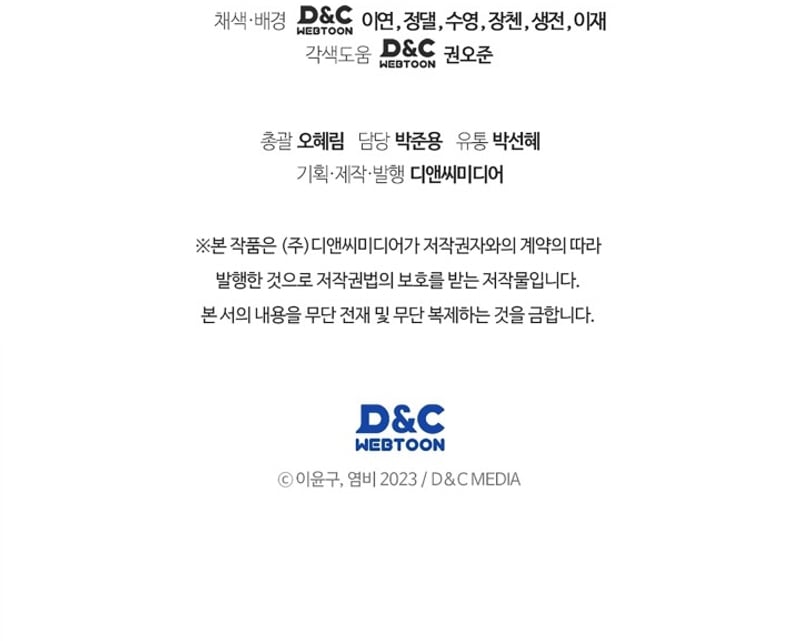 채색·배경 D&C WEBTOON 이연, 정댈, 수영, 장첸, 생전, 이재
각색도움 D&C WEBTOON 권오준
총괄 오혜림 담당 박준용 유통 박선혜
기획·제작·발행 디앤씨미디어
※본 작품은 (주)디앤씨미디어가 저작권자와의 계약의 따라
발행한 것으로 저작권법의 보호를 받는 저작물입니다.
본 서의 내용을 무단 전재 및 무단 복제하는 것을 금합니다.
D&C
WEBTOON
ⓒ 이윤구, 염비 2023 / D&C MEDIA